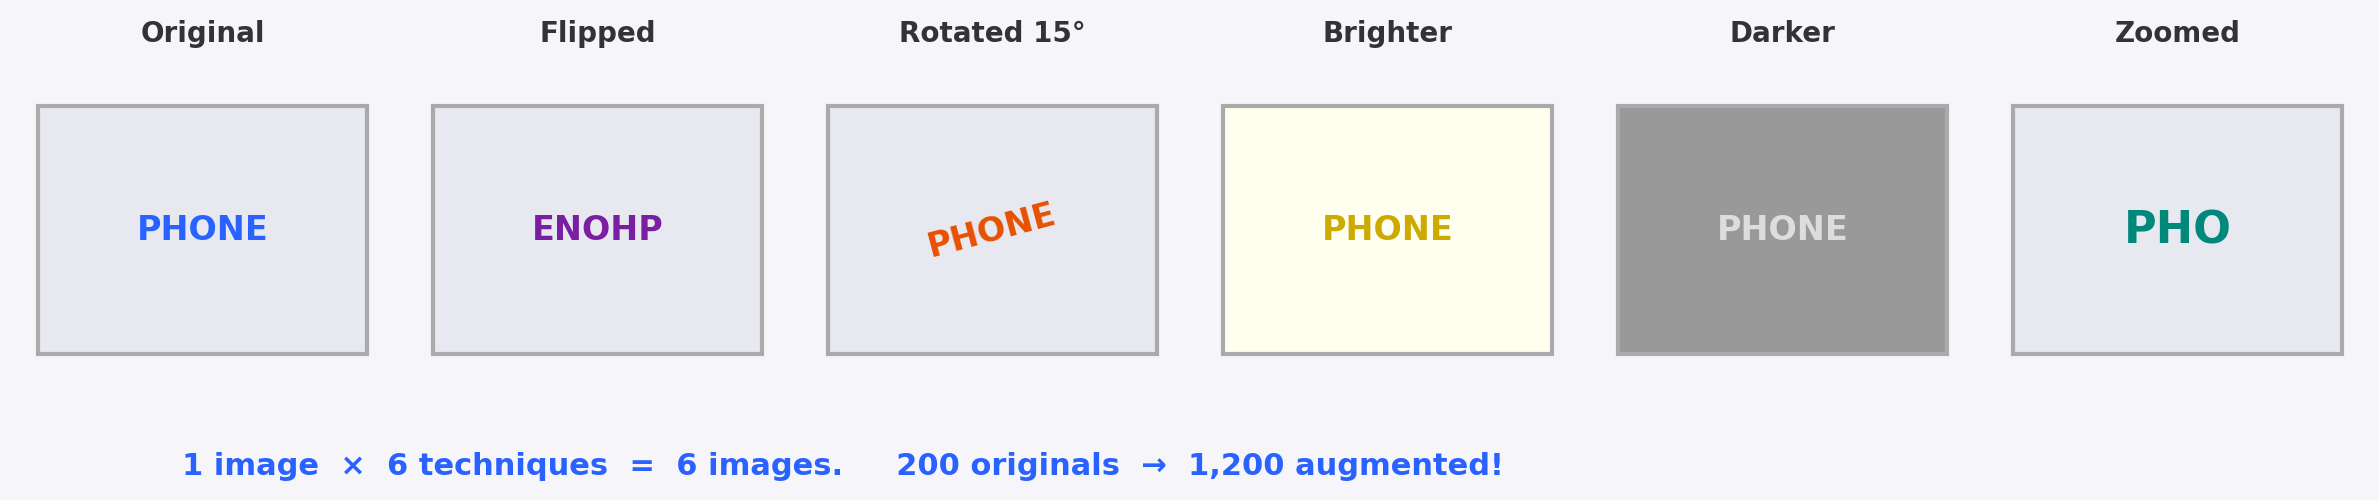 Original Flipped Rotated 15° Brighter Darker Zoomed
PHONE ENOHP PHONE PHONE PHONE PHO
1 image × 6 techniques = 6 images. 200 originals → 1,200 augmented!